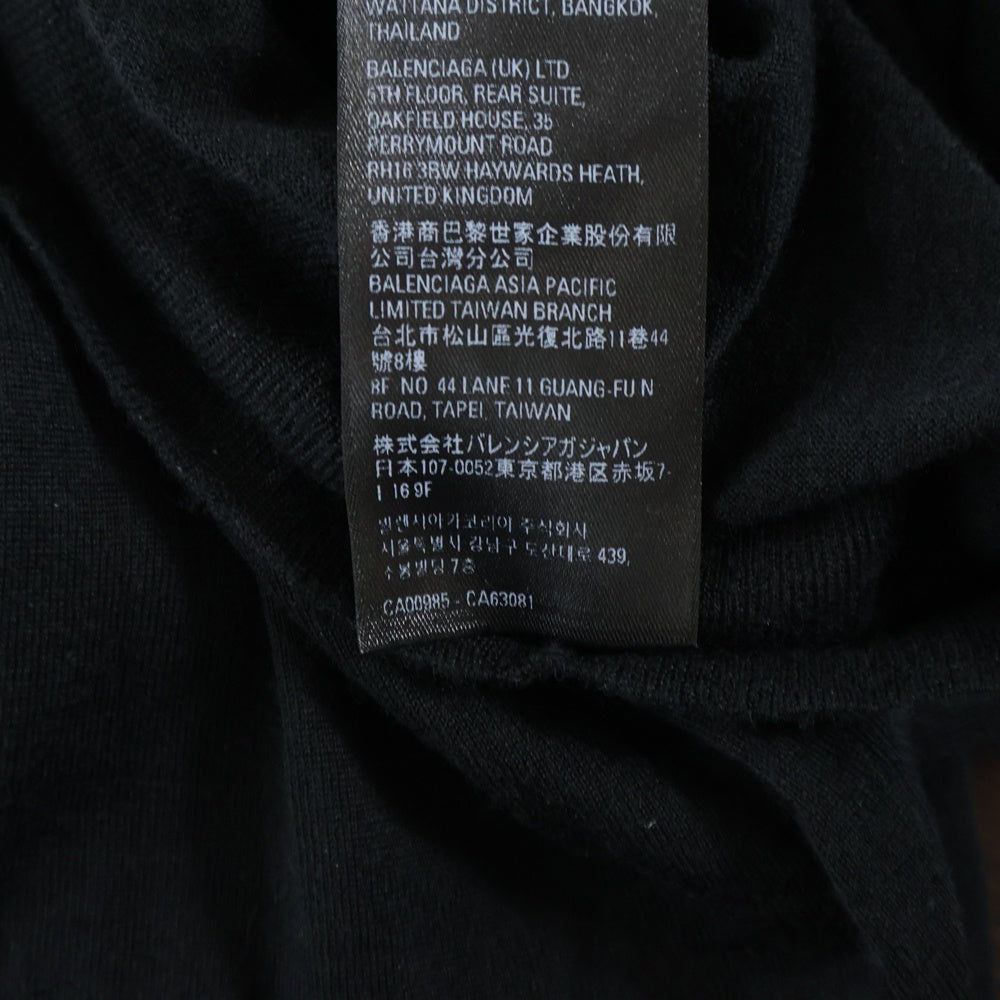 WATTANA DISTRICT, BANGKOK,
THAILAND
BALENCIAGA (UK) LTD
5TH FLOOR, REAR SUITE,
OAKFIELD HOUSE, 35
PERRYMOUNT ROAD
RH16 3BW HAYWARDS HEATH,
UNITED KINGDOM
香港商巴黎世家企業股份有限
公司台灣分公司
BALENCIAGA ASIA PACIFIC
LIMITED TAIWAN BRANCH
台北市松山區光復北路11巷44
號8樓
8F NO 44 LANE 11 GUANG-FU N
ROAD, TAPEI, TAIWAN
株式会社バレンシアガジャパン
日本107-0052東京都港区赤坂7-
1 16 9F
발렌시아가코리아 주식회사
서울특별시 강남구 도산대로 439,
7층
CA00985 - CA63081